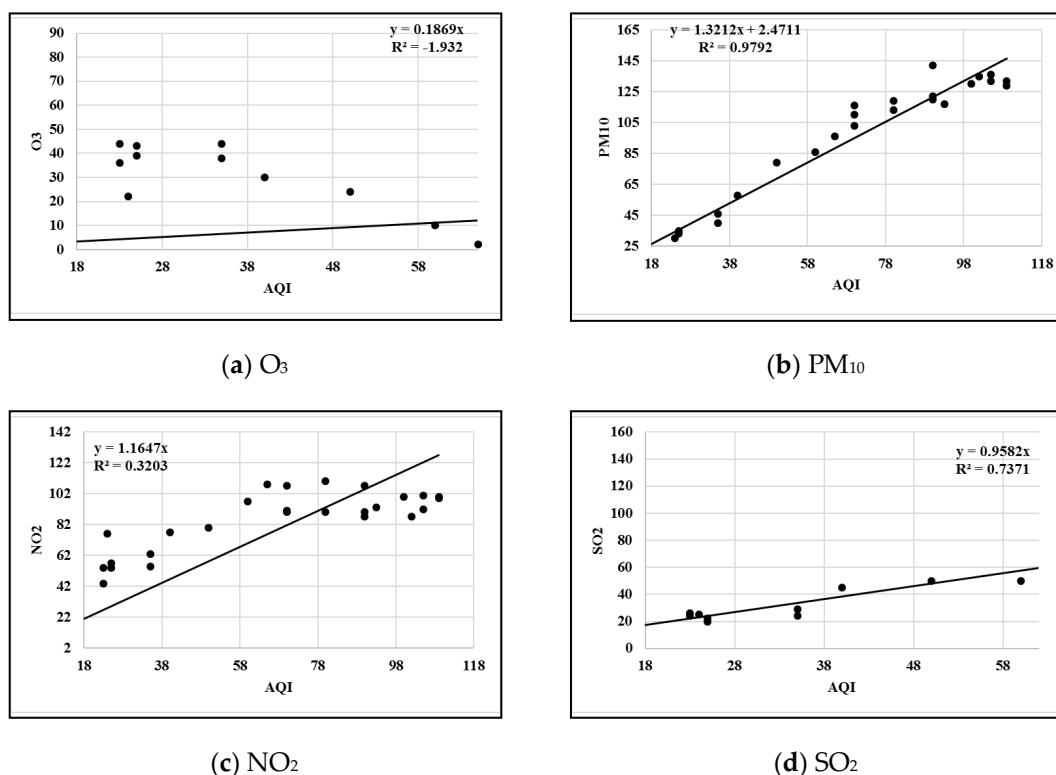 y = 0.1869x
R² = -1.932
90
80
70
60
50
40
30
20
10
0
O3
18 38 58
AQI
(a) O₃
y = 1.3212x + 2.4711
R² = 0.9792
165
145
125
105
85
65
45
25
PM10
18 38 58 78 98 118
AQI
(b) PM₁₀
y = 1.1647x
R² = 0.3203
142
122
102
82
62
42
22
2
NO2
18 38 58 78 98 118
AQI
(c) NO₂
y = 0.9582x
R² = 0.7371
160
140
120
100
80
60
40
20
0
SO2
18 28 38 48 58
AQI
(d) SO₂